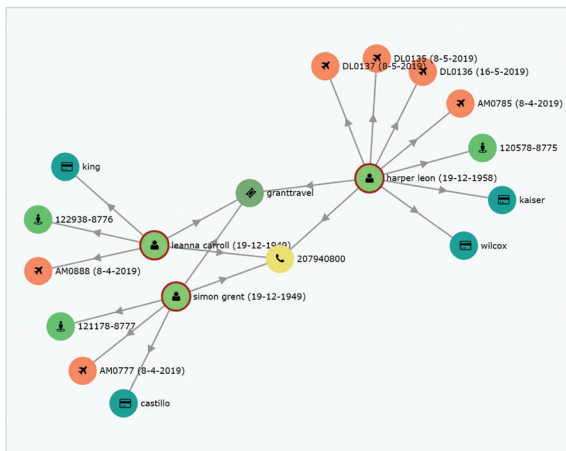 DL0135 (8-5-2019)
DL0137 (8-5-2019)
DL0136 (16-5-2019)
AM0785 (8-4-2019)
120578-8775
king
harper leon (19-12-1958)
granttravel
kaiser
122938-8776
leanna carroll (19-12-1949)
wilcox
207940800
AM0888 (8-4-2019)
simon grent (19-12-1949)
121178-8777
AM0777 (8-4-2019)
castillo